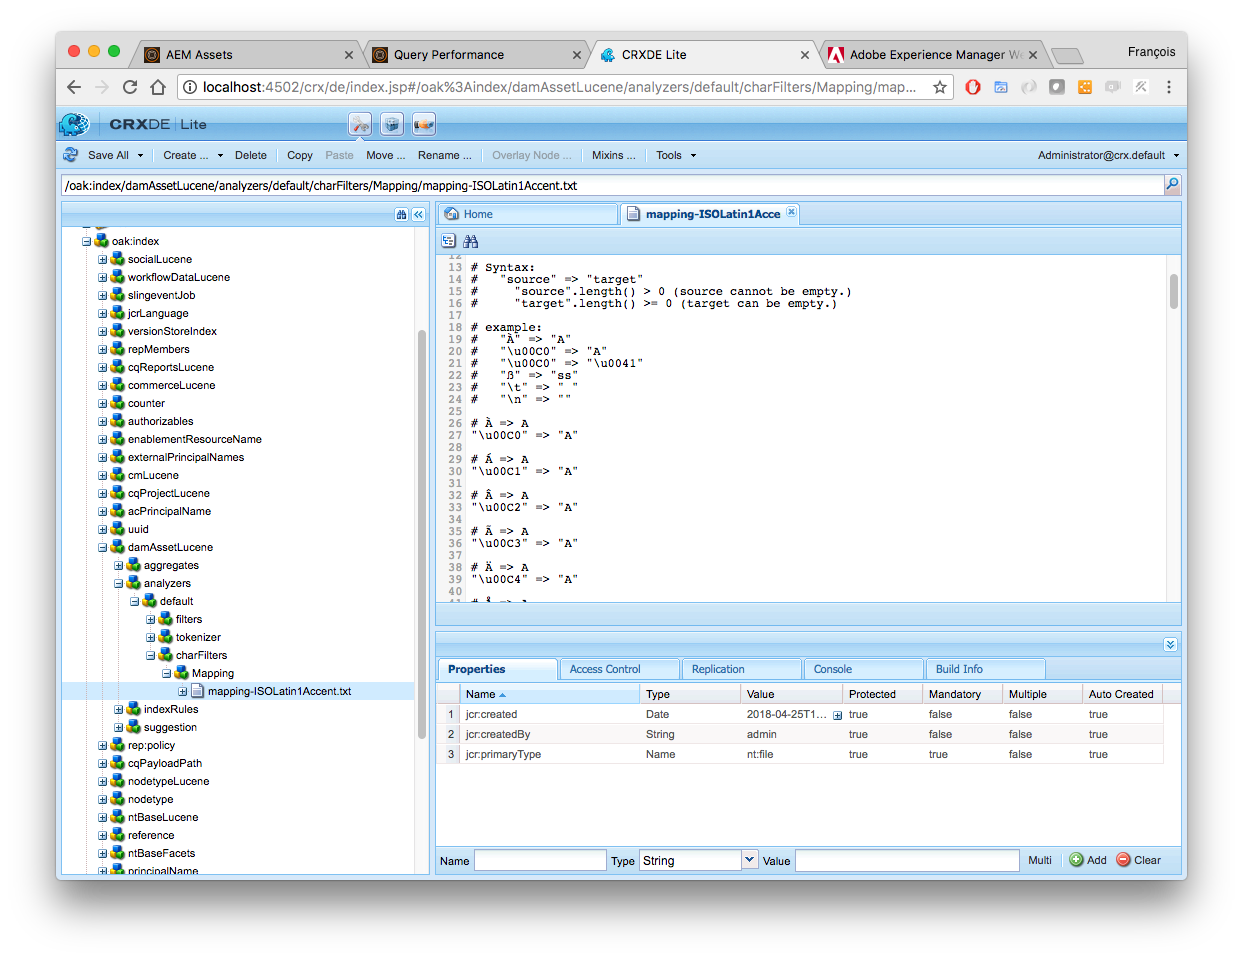 AEM Assets
Query Performance
CRXDE Lite
Adobe Experience Manager We
François
localhost:4502/crx/de/index.jsp#/oak%3Aindex/damAssetLucene/analyzers/default/charFilters/Mapping/map...
CRXDE | Lite
Save All
Create ...
Delete
Copy
Paste
Move ...
Rename ...
Overlay Node ...
Mixins ...
Tools
Administrator@crx.default
/oak:index/damAssetLucene/analyzers/default/charFilters/Mapping/mapping-ISOLatin1Accent.txt
oak:index
socialLucene
workflowDataLucene
slingeventJob
jcrLanguage
versionStoreIndex
repMembers
cqReportsLucene
commerceLucene
counter
authorizables
enablementResourceName
externalPrincipalNames
cmLucene
cqProjectLucene
acPrincipalName
uuid
damAssetLucene
aggregates
analyzers
default
filters
tokenizer
charFilters
Mapping
mapping-ISOLatin1Accent.txt
indexRules
suggestion
rep:policy
cqPayloadPath
nodetypeLucene
nodetype
ntBaseLucene
reference
ntBaseFacets
principalName
Home
mapping-ISOLatin1Acce
12
13 # Syntax:
14 #   "source" => "target"
15 #     "source".length() > 0 (source cannot be empty.)
16 #     "target".length() >= 0 (target can be empty.)
17
18 # example:
19 #   "À" => "A"
20 #   "\u00C0" => "A"
21 #   "\u00C0" => "\u0041"
22 #   "ß" => "ss"
23 #   "\t" => " "
24 #   "\n" => ""
25
26 # À => A
27 "\u00C0" => "A"
28
29 # Á => A
30 "\u00C1" => "A"
31
32 # Â => A
33 "\u00C2" => "A"
34
35 # Ã => A
36 "\u00C3" => "A"
37
38 # Ä => A
39 "\u00C4" => "A"
40
41 # Å => A
Properties
Access Control
Replication
Console
Build Info
Name Type Value Protected Mandatory Multiple Auto Created
1 jcr:created Date 2018-04-25T1... true false false true
2 jcr:createdBy String admin true false false true
3 jcr:primaryType Name nt:file true true false true
Name
Type
String
Value
Multi
Add
Clear